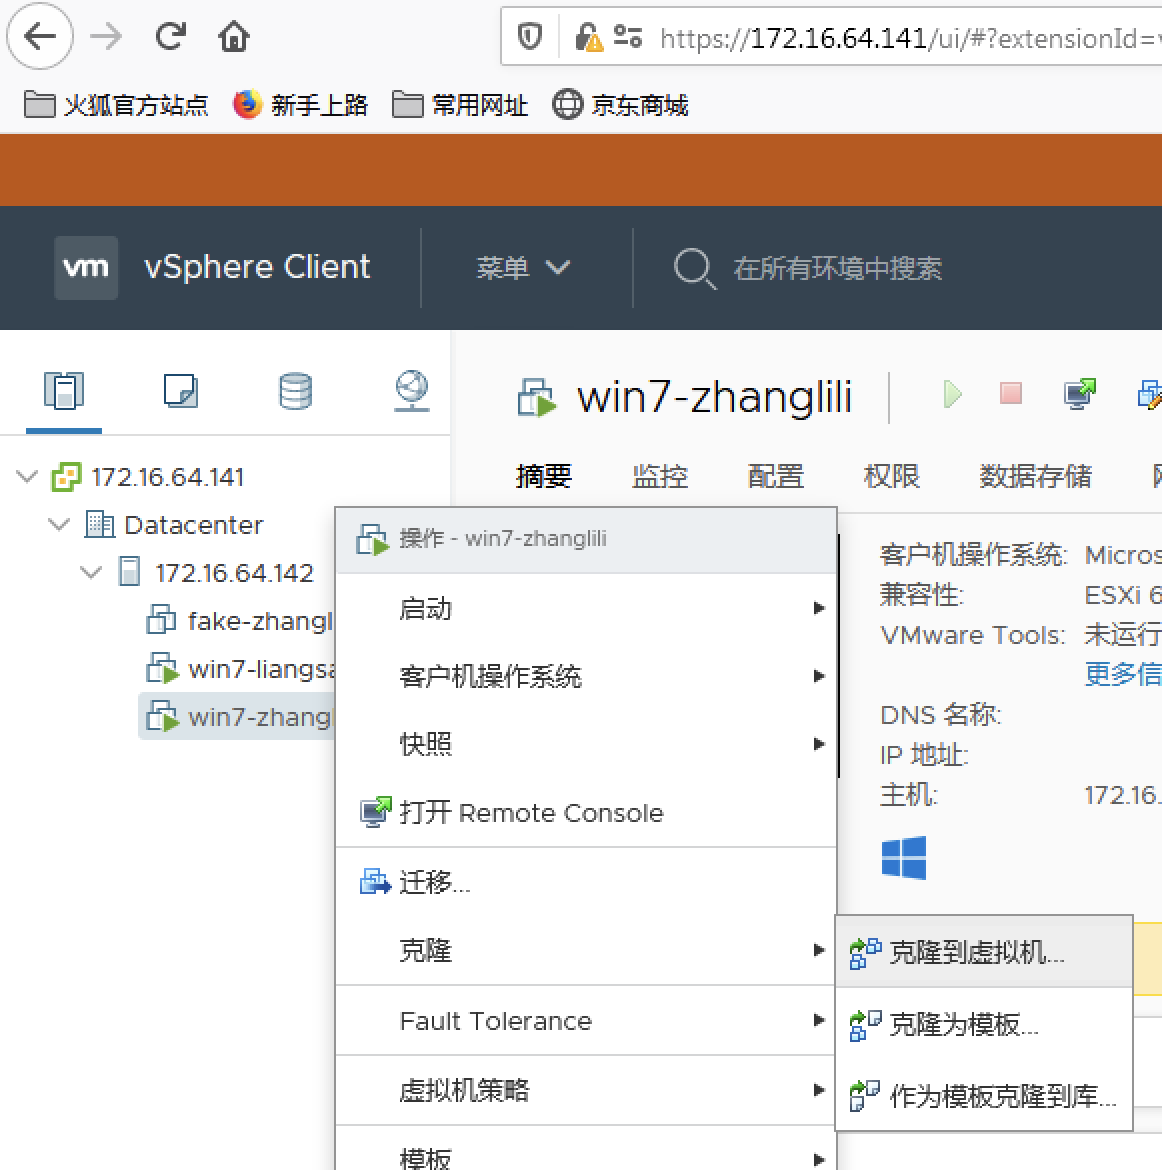 https://172.16.64.141/ui/#?extensionId=v
火狐官方站点 新手上路 常用网址 京东商城
vm vSphere Client 菜单 在所有环境中搜索
win7-zhanglili
摘要 监控 配置 权限 数据存储
172.16.64.141
Datacenter
172.16.64.142
fake-zhangl
win7-liangsa
win7-zhangl
操作 - win7-zhanglili
启动
客户机操作系统
快照
打开 Remote Console
迁移...
克隆
Fault Tolerance
虚拟机策略
模板
客户机操作系统: Micros
兼容性: ESXi 6
VMware Tools: 未运行
更多信
DNS 名称:
IP 地址:
主机: 172.16.
克隆到虚拟机...
克隆为模板...
作为模板克隆到库...